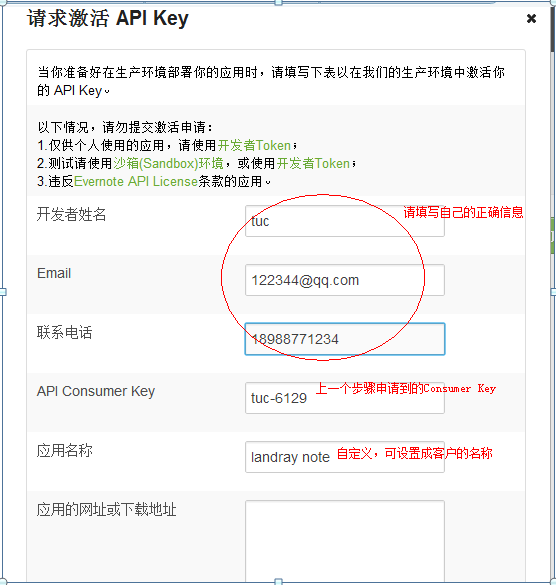 请求激活 API Key
当你准备好在生产环境部署你的应用时，请填写下表以在我们的生产环境中激活你
的 API Key。
以下情况，请勿提交激活申请：
1.仅供个人使用的应用，请使用开发者Token；
2.测试请使用沙箱(Sandbox)环境，或使用开发者Token；
3.违反Evernote API License条款的应用。
开发者姓名
tuc
请填写自己的正确信息
Email
122344@qq.com
联系电话
18988771234
API Consumer Key
tuc-6129
上一个步骤申请到的Consumer Key
应用名称
landray note
自定义，可设置成客户的名称
应用的网址或下载地址